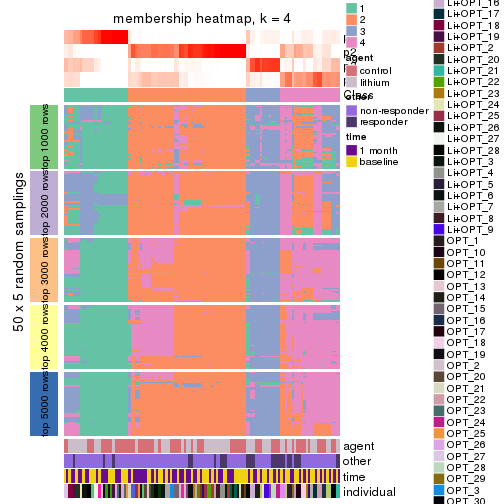 membership heatmap, k = 4
Class
50 x 5 random samplings
top 1000 rows
top 2000 rows
top 3000 rows
top 4000 rows
top 5000 rows
agent
other
time
individual
1
2
3
4
agent
control
lithium
non-responder
responder
time
1 month
baseline
Li+OPT_16
Li+OPT_17
Li+OPT_18
Li+OPT_19
Li+OPT_2
Li+OPT_20
Li+OPT_21
Li+OPT_22
Li+OPT_23
Li+OPT_24
Li+OPT_25
Li+OPT_26
Li+OPT_27
Li+OPT_28
Li+OPT_3
Li+OPT_4
Li+OPT_5
Li+OPT_6
Li+OPT_7
Li+OPT_8
Li+OPT_9
OPT_1
OPT_10
OPT_11
OPT_12
OPT_13
OPT_14
OPT_15
OPT_16
OPT_17
OPT_18
OPT_19
OPT_2
OPT_20
OPT_21
OPT_22
OPT_23
OPT_24
OPT_25
OPT_26
OPT_27
OPT_28
OPT_29
OPT_3
OPT_30